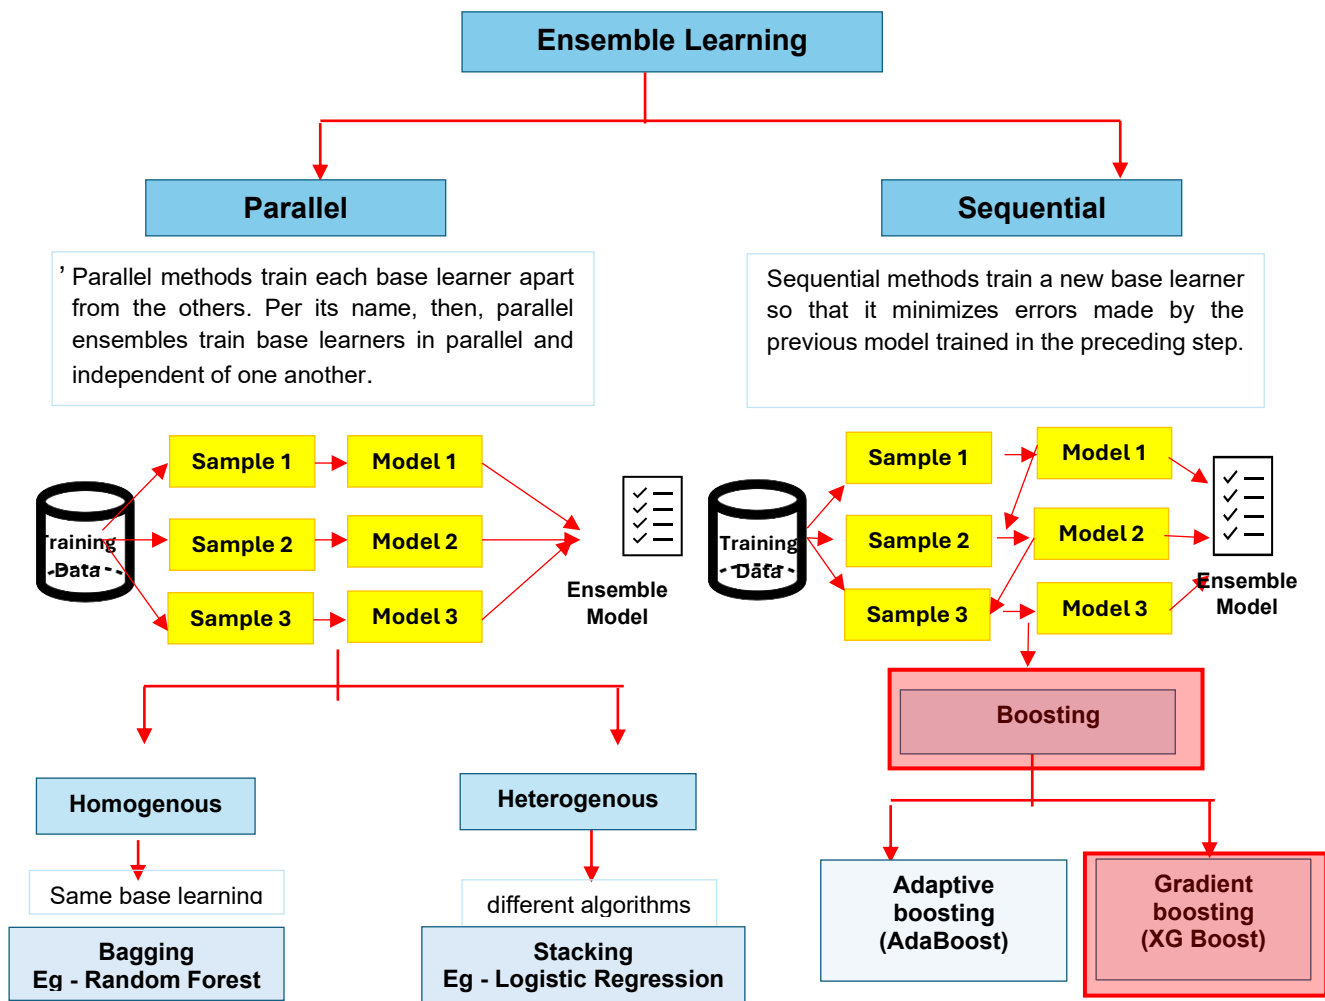 Ensemble Learning
Parallel
Sequential
’ Parallel methods train each base learner apart
from the others. Per its name, then, parallel
ensembles train base learners in parallel and
independent of one another.
Sequential methods train a new base learner
so that it minimizes errors made by the
previous model trained in the preceding step.
Training
Data
Sample 1
Model 1
Sample 2
Model 2
Sample 3
Model 3
Ensemble
Model
Training
Data
Sample 1
Model 1
Sample 2
Model 2
Sample 3
Model 3
Ensemble
Model
Boosting
Homogenous
Heterogenous
Same base learning
different algorithms
Bagging
Eg - Random Forest
Stacking
Eg - Logistic Regression
Adaptive
boosting
(AdaBoost)
Gradient
boosting
(XG Boost)